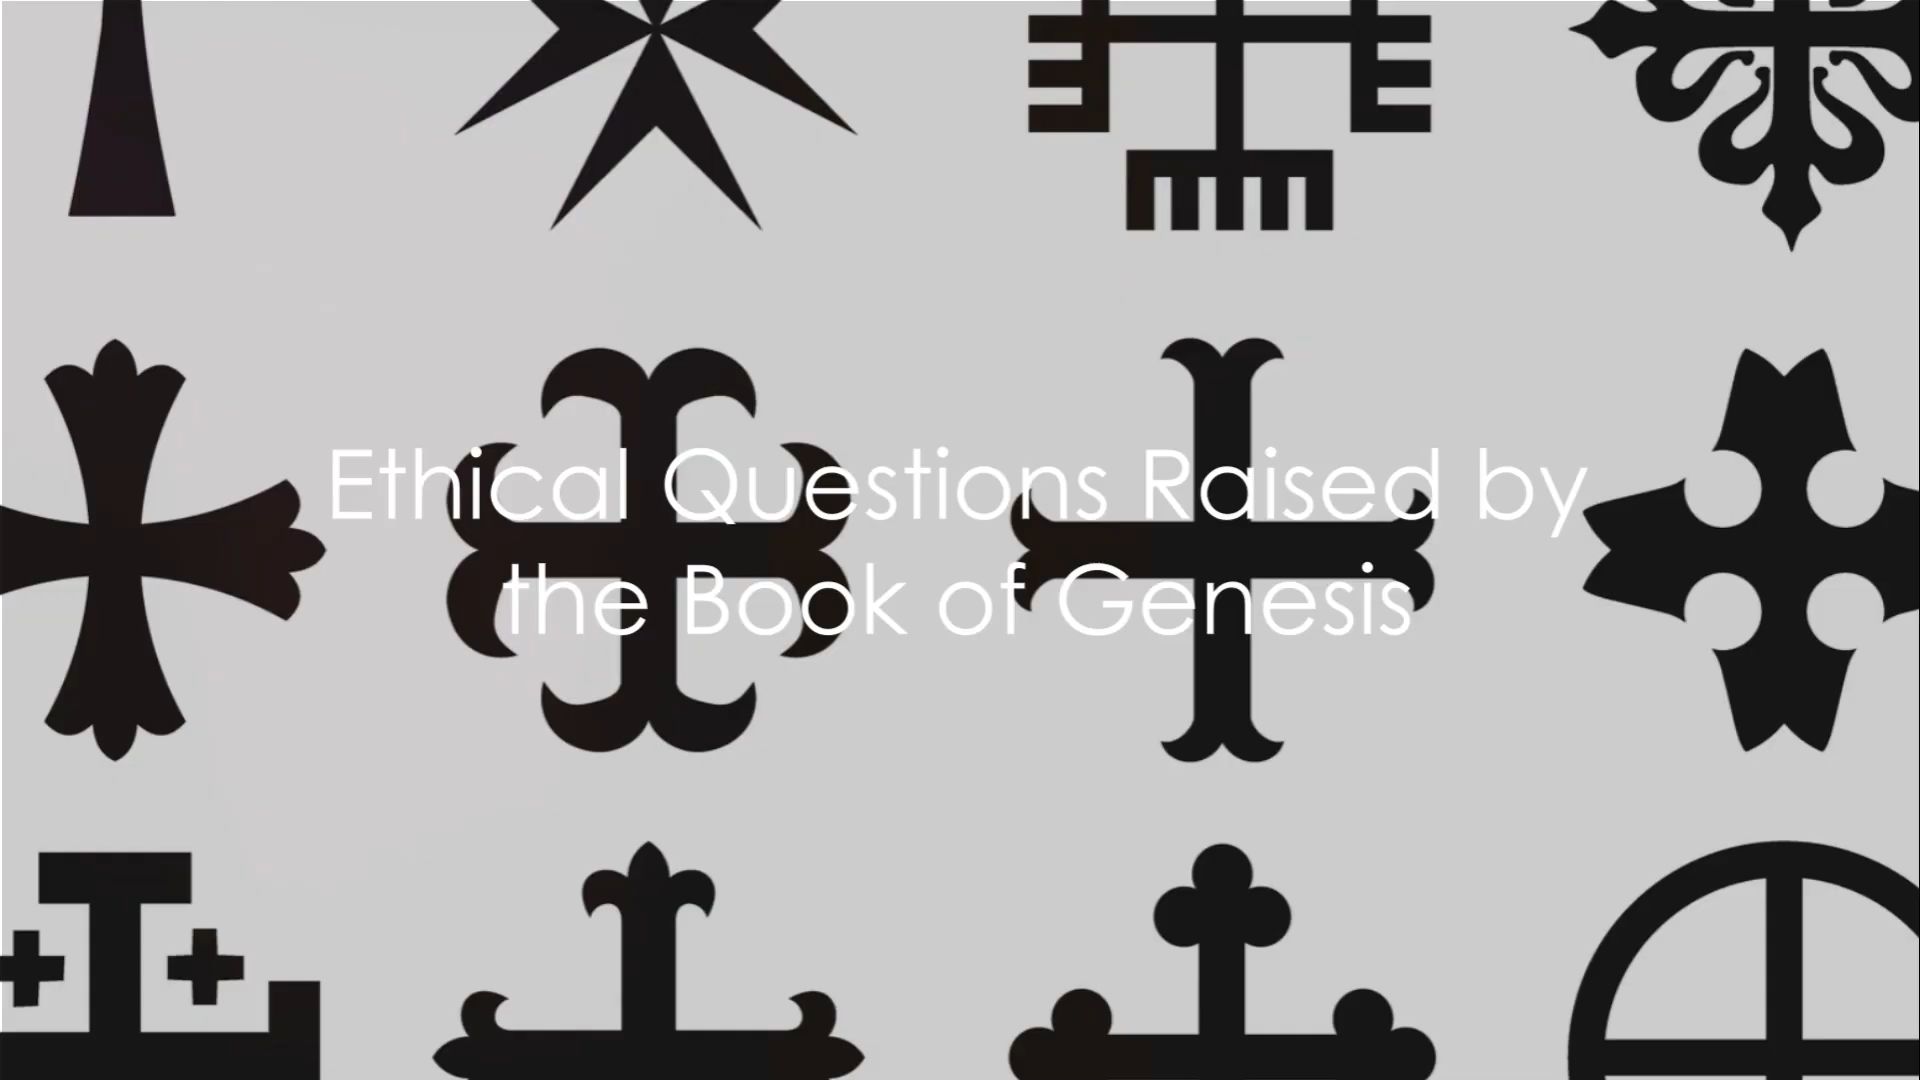 Ethical Questions Raised by
the Book of Genesis